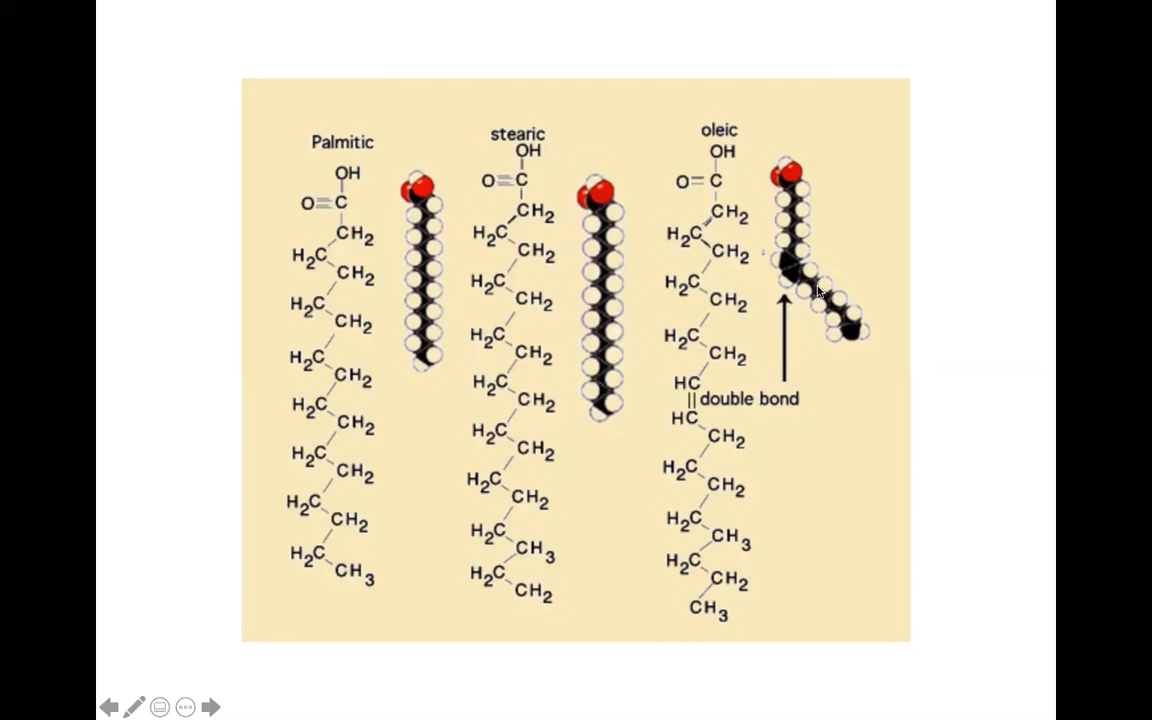 Palmitic
OH
O≡C
CH₂
H₂C
CH₂
H₂C
CH₂
H₂C
CH₂
H₂C
CH₂
H₂C
CH₂
H₂C
CH₂
H₂C
CH₃
stearic
OH
O≡C
CH₂
H₂C
CH₂
H₂C
CH₂
H₂C
CH₂
H₂C
CH₂
H₂C
CH₂
H₂C
CH₂
H₂C
CH₃
H₂C
CH₂
oleic
OH
O=C
CH₂
H₂C
CH₂
H₂C
CH₂
H₂C
CH₂
HC
double bond
HC
CH₂
H₂C
CH₂
H₂C
CH₃
H₂C
CH₂
CH₃